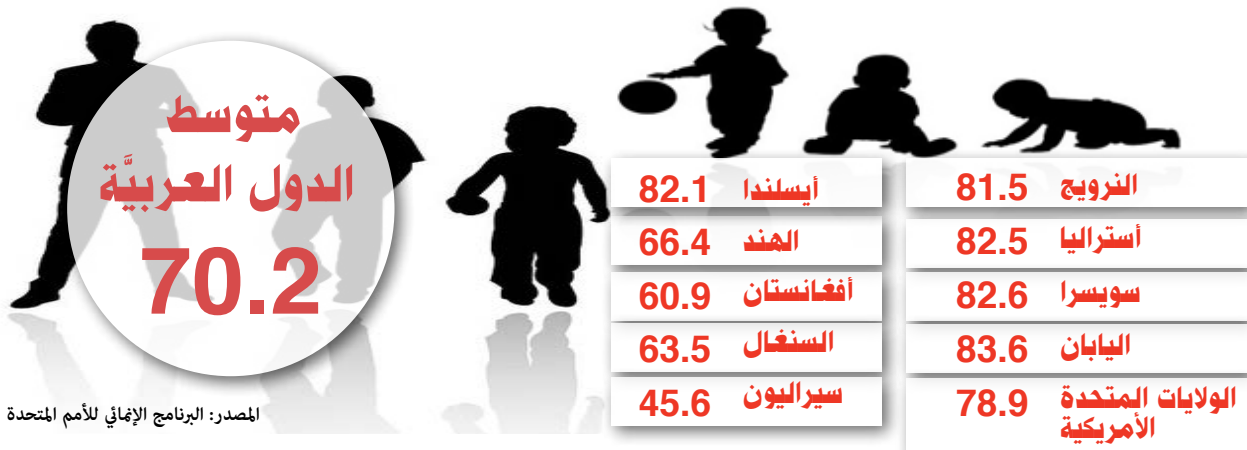 النرويج 81.5
أستراليا 82.5
سويسرا 82.6
اليابان 83.6
الولايات المتحدة 78.9
الأمريكية
أيسلندا 82.1
الهند 66.4
أفغانستان 60.9
السنغال 63.5
سيراليون 45.6
متوسط
الدول العربيَّة
70.2
المصدر: البرنامج الإنمائي للأمم المتحدة